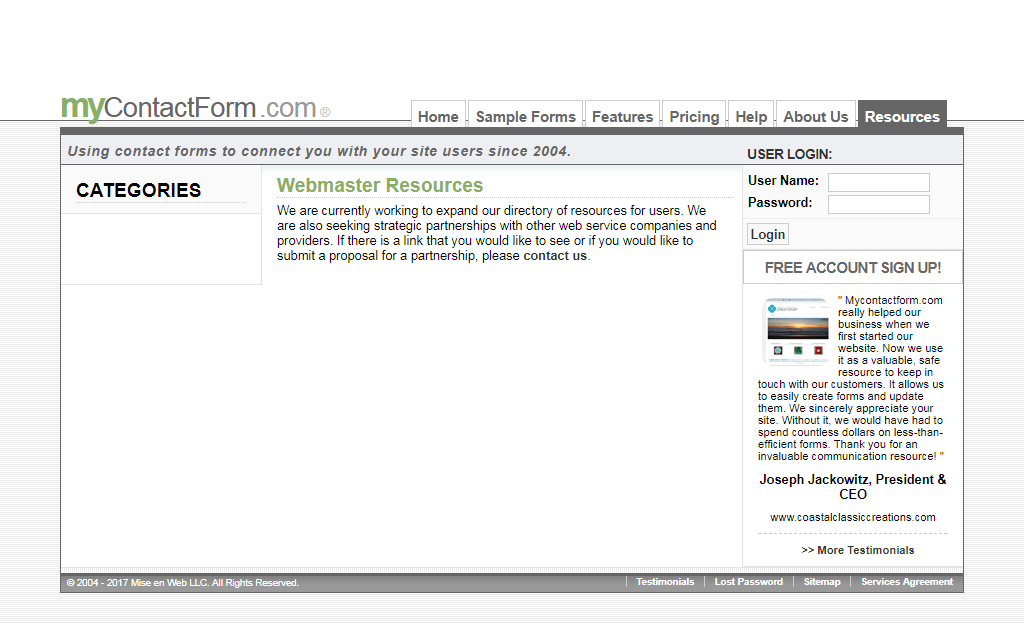 myContactForm.com®
Home
Sample Forms
Features
Pricing
Help
About Us
Resources
Using contact forms to connect you with your site users since 2004.
USER LOGIN:
CATEGORIES
Webmaster Resources
We are currently working to expand our directory of resources for users. We
are also seeking strategic partnerships with other web service companies and
providers. If there is a link that you would like to see or if you would like to
submit a proposal for a partnership, please contact us.
User Name:
Password:
Login
FREE ACCOUNT SIGN UP!
" Mycontactform.com
really helped our
business when we
first started our
website. Now we use
it as a valuable, safe
resource to keep in
touch with our customers. It allows us
to easily create forms and update
them. We sincerely appreciate your
site. Without it, we would have had to
spend countless dollars on less-than-
efficient forms. Thank you for an
invaluable communication resource! "
Joseph Jackowitz, President &
CEO
www.coastalclassiccreations.com
>> More Testimonials
© 2004 - 2017 Mise en Web LLC. All Rights Reserved.
Testimonials
Lost Password
Sitemap
Services Agreement